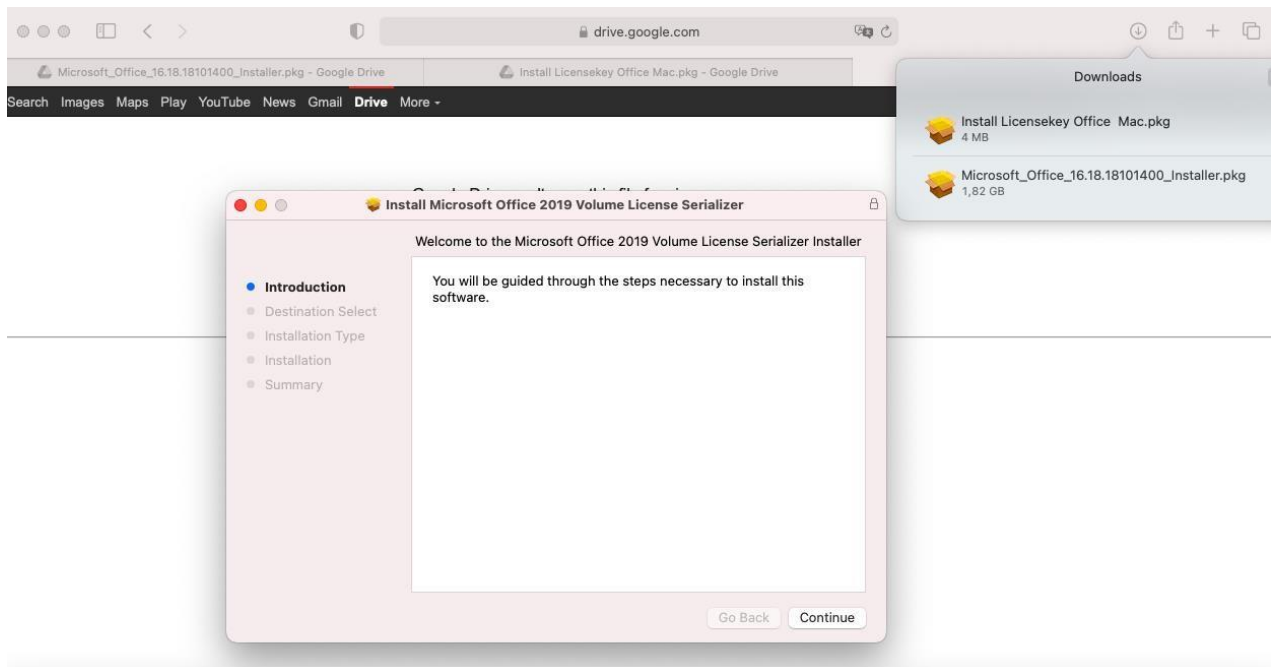 drive.google.com
Microsoft_Office_16.18.18101400_Installer.pkg - Google Drive
Install Licensekey Office Mac.pkg - Google Drive
Search Images Maps Play YouTube News Gmail Drive More
Downloads
Install Licensekey Office Mac.pkg
4 MB
Microsoft_Office_16.18.18101400_Installer.pkg
1,82 GB
Install Microsoft Office 2019 Volume License Serializer
Welcome to the Microsoft Office 2019 Volume License Serializer Installer
Introduction
Destination Select
Installation Type
Installation
Summary
You will be guided through the steps necessary to install this
software.
Go Back
Continue